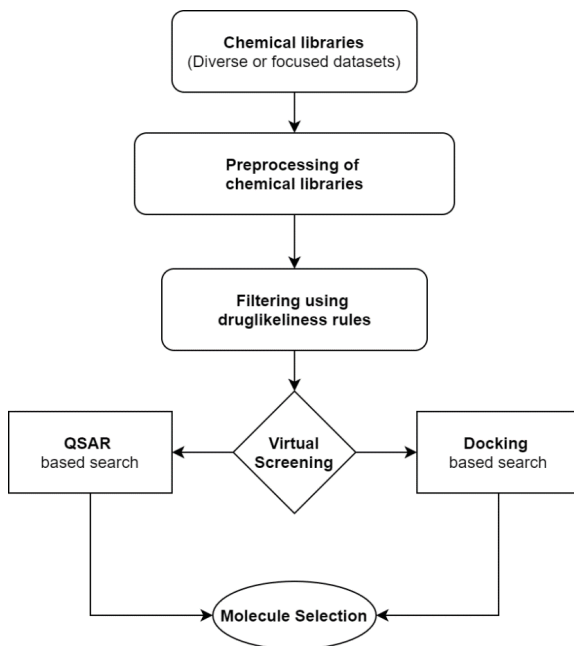 Chemical libraries
(Diverse or focused datasets)
Preprocessing of
chemical libraries
Filtering using
druglikeliness rules
QSAR
based search
Virtual
Screening
Docking
based search
Molecule Selection